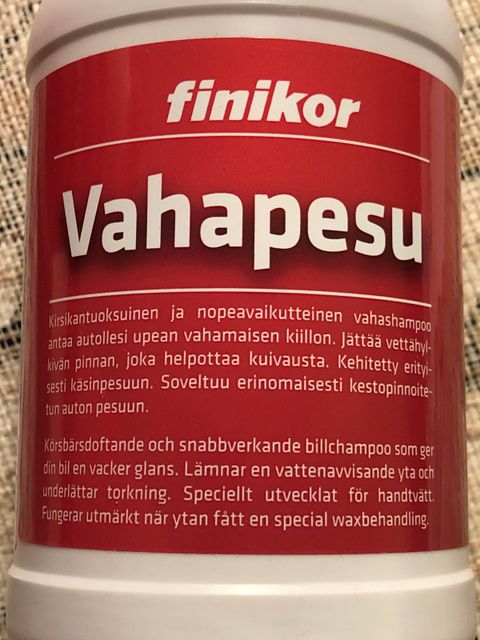 finikor
Vahapesu
Kirsikantuoksuinen ja nopeavaikutteinen vahashampoo
antaa autollesi upean vahamaisen kiillon. Jättää vettähyl-
kivän pinnan, joka helpottaa kuivausta. Kehitetty erityi-
sesti käsinpesuun. Soveltuu erinomaisesti kestopinnoite-
tun auton pesuun.
Körsbärsdoftande och snabbverkande billchampoo som ger
din bil en vacker glans. Lämnar en vattenavvisande yta och
underlättar torkning. Speciellt utvecklat för handtvätt.
Fungerar utmärkt när ytan fått en special waxbehandling.